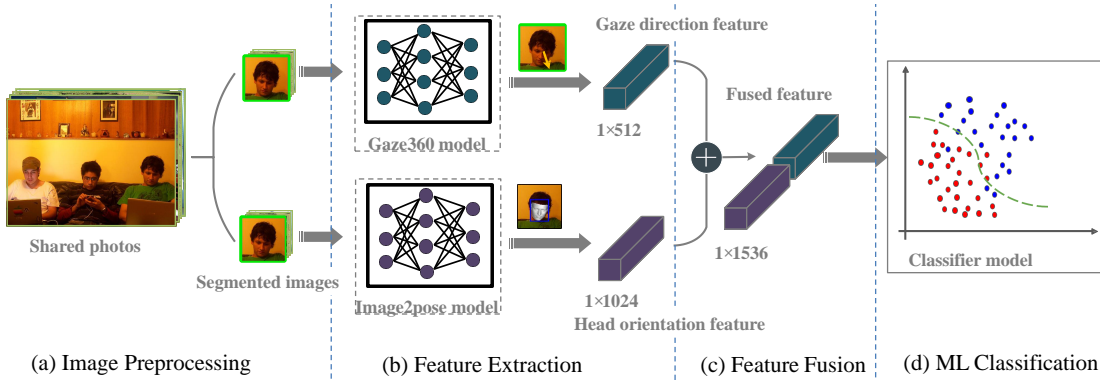 Shared photos
Segmented images
(a) Image Preprocessing
Gaze360 model
Image2pose model
Gaze direction feature
1×512
1×1024
Head orientation feature
(b) Feature Extraction
Fused feature
1×1536
(c) Feature Fusion
Classifier model
(d) ML Classification